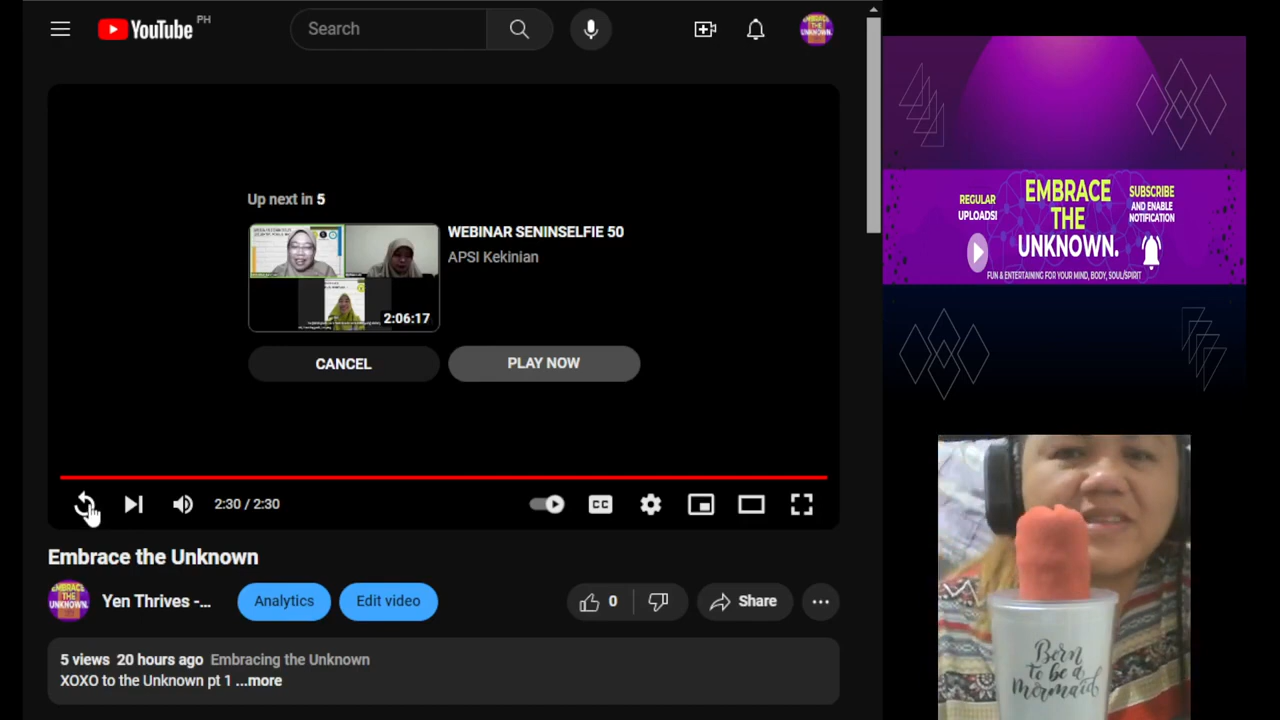 YouTube PH
Search
Up next in 5
WEBINAR SENINSELFIE 50
APSI Kekinian
2:06:17
CANCEL
PLAY NOW
2:30 / 2:30
CC
Embrace the Unknown
Yen Thrives -...
Analytics
Edit video
0
Share
5 views 20 hours ago Embracing the Unknown
XOXO to the Unknown pt 1 ...more
REGULAR
UPLOADS!
EMBRACE
THE
UNKNOWN.
SUBSCRIBE
AND ENABLE
NOTIFICATION
FUN & ENTERTAINING FOR YOUR MIND, BODY, SOUL/SPIRIT
Born
to be a
mermaid